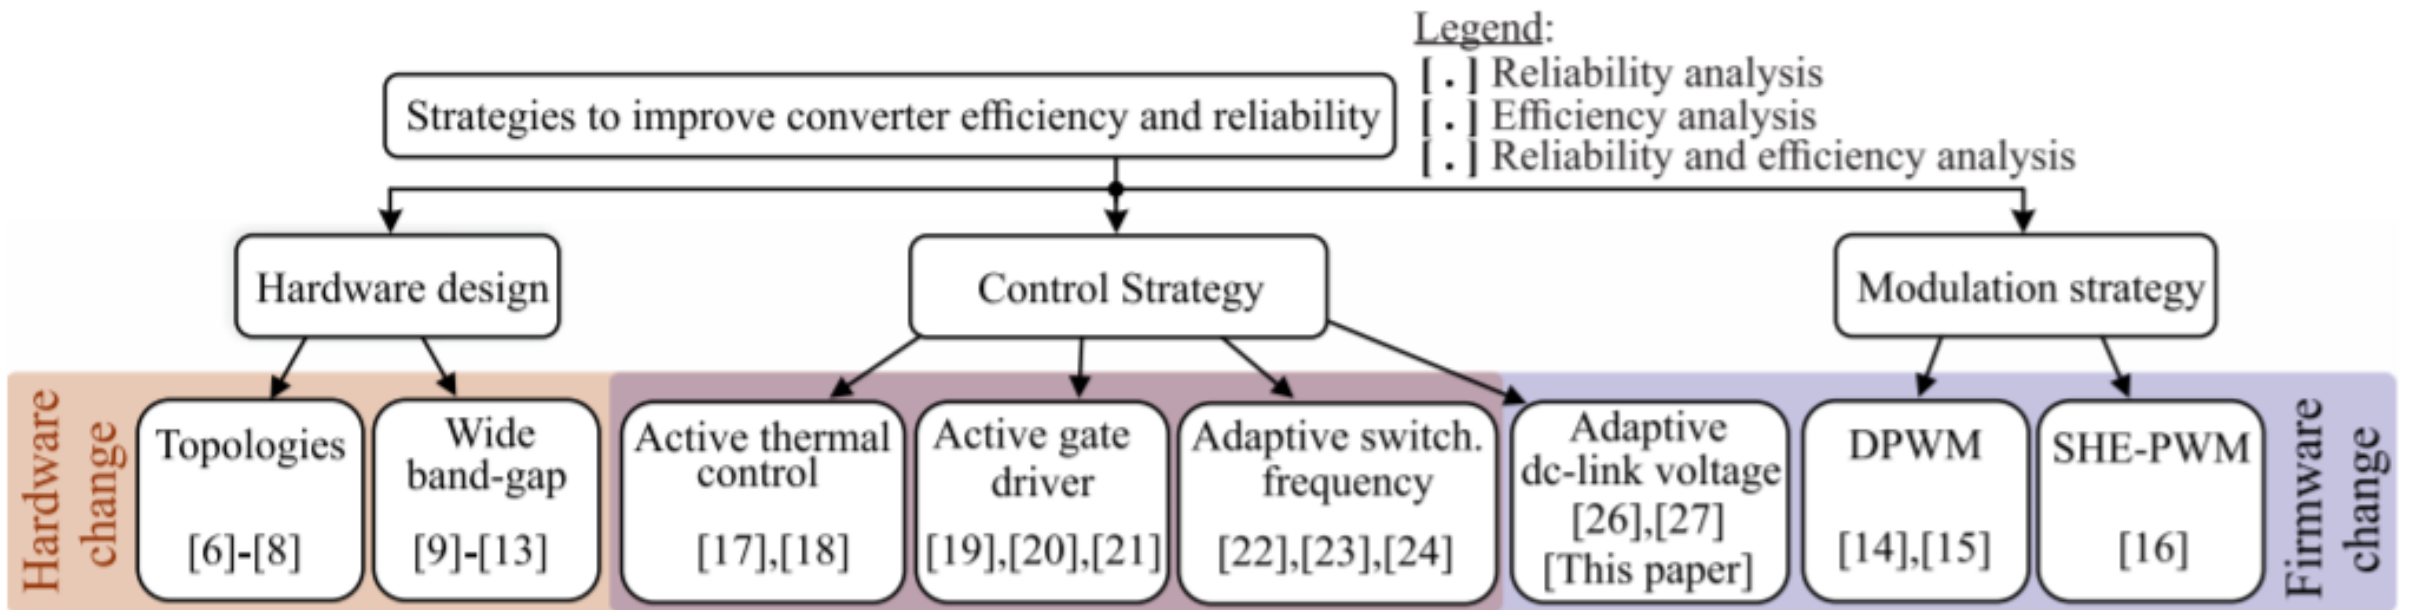 Legend:
[ . ] Reliability analysis
[ . ] Efficiency analysis
[ . ] Reliability and efficiency analysis
Strategies to improve converter efficiency and reliability
Hardware design
Control Strategy
Modulation strategy
Hardware
change
Topologies
[6]-[8]
Wide
band-gap
[9]-[13]
Active thermal
control
[17],[18]
Active gate
driver
[19],[20],[21]
Adaptive switch.
frequency
[22],[23],[24]
Adaptive
dc-link voltage
[26],[27]
[This paper]
DPWM
[14],[15]
SHE-PWM
[16]
Firmware
change